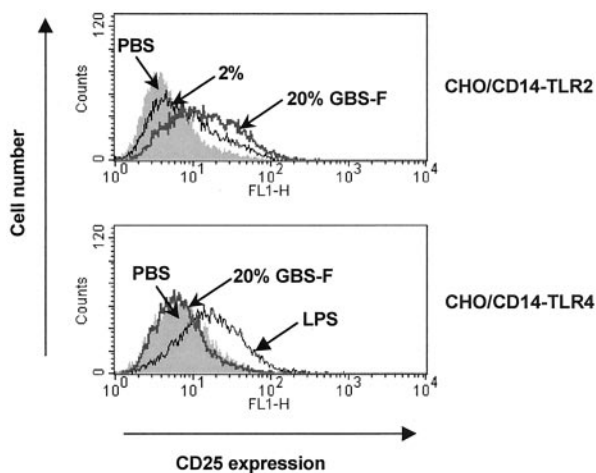 120
PBS
2%
20% GBS-F
Counts
0
10^0 10^1 10^2 10^3 10^4
FL1-H
CHO/CD14-TLR2
Cell number
120
PBS
20% GBS-F
LPS
Counts
0
10^0 10^1 10^2 10^3 10^4
FL1-H
CHO/CD14-TLR4
CD25 expression